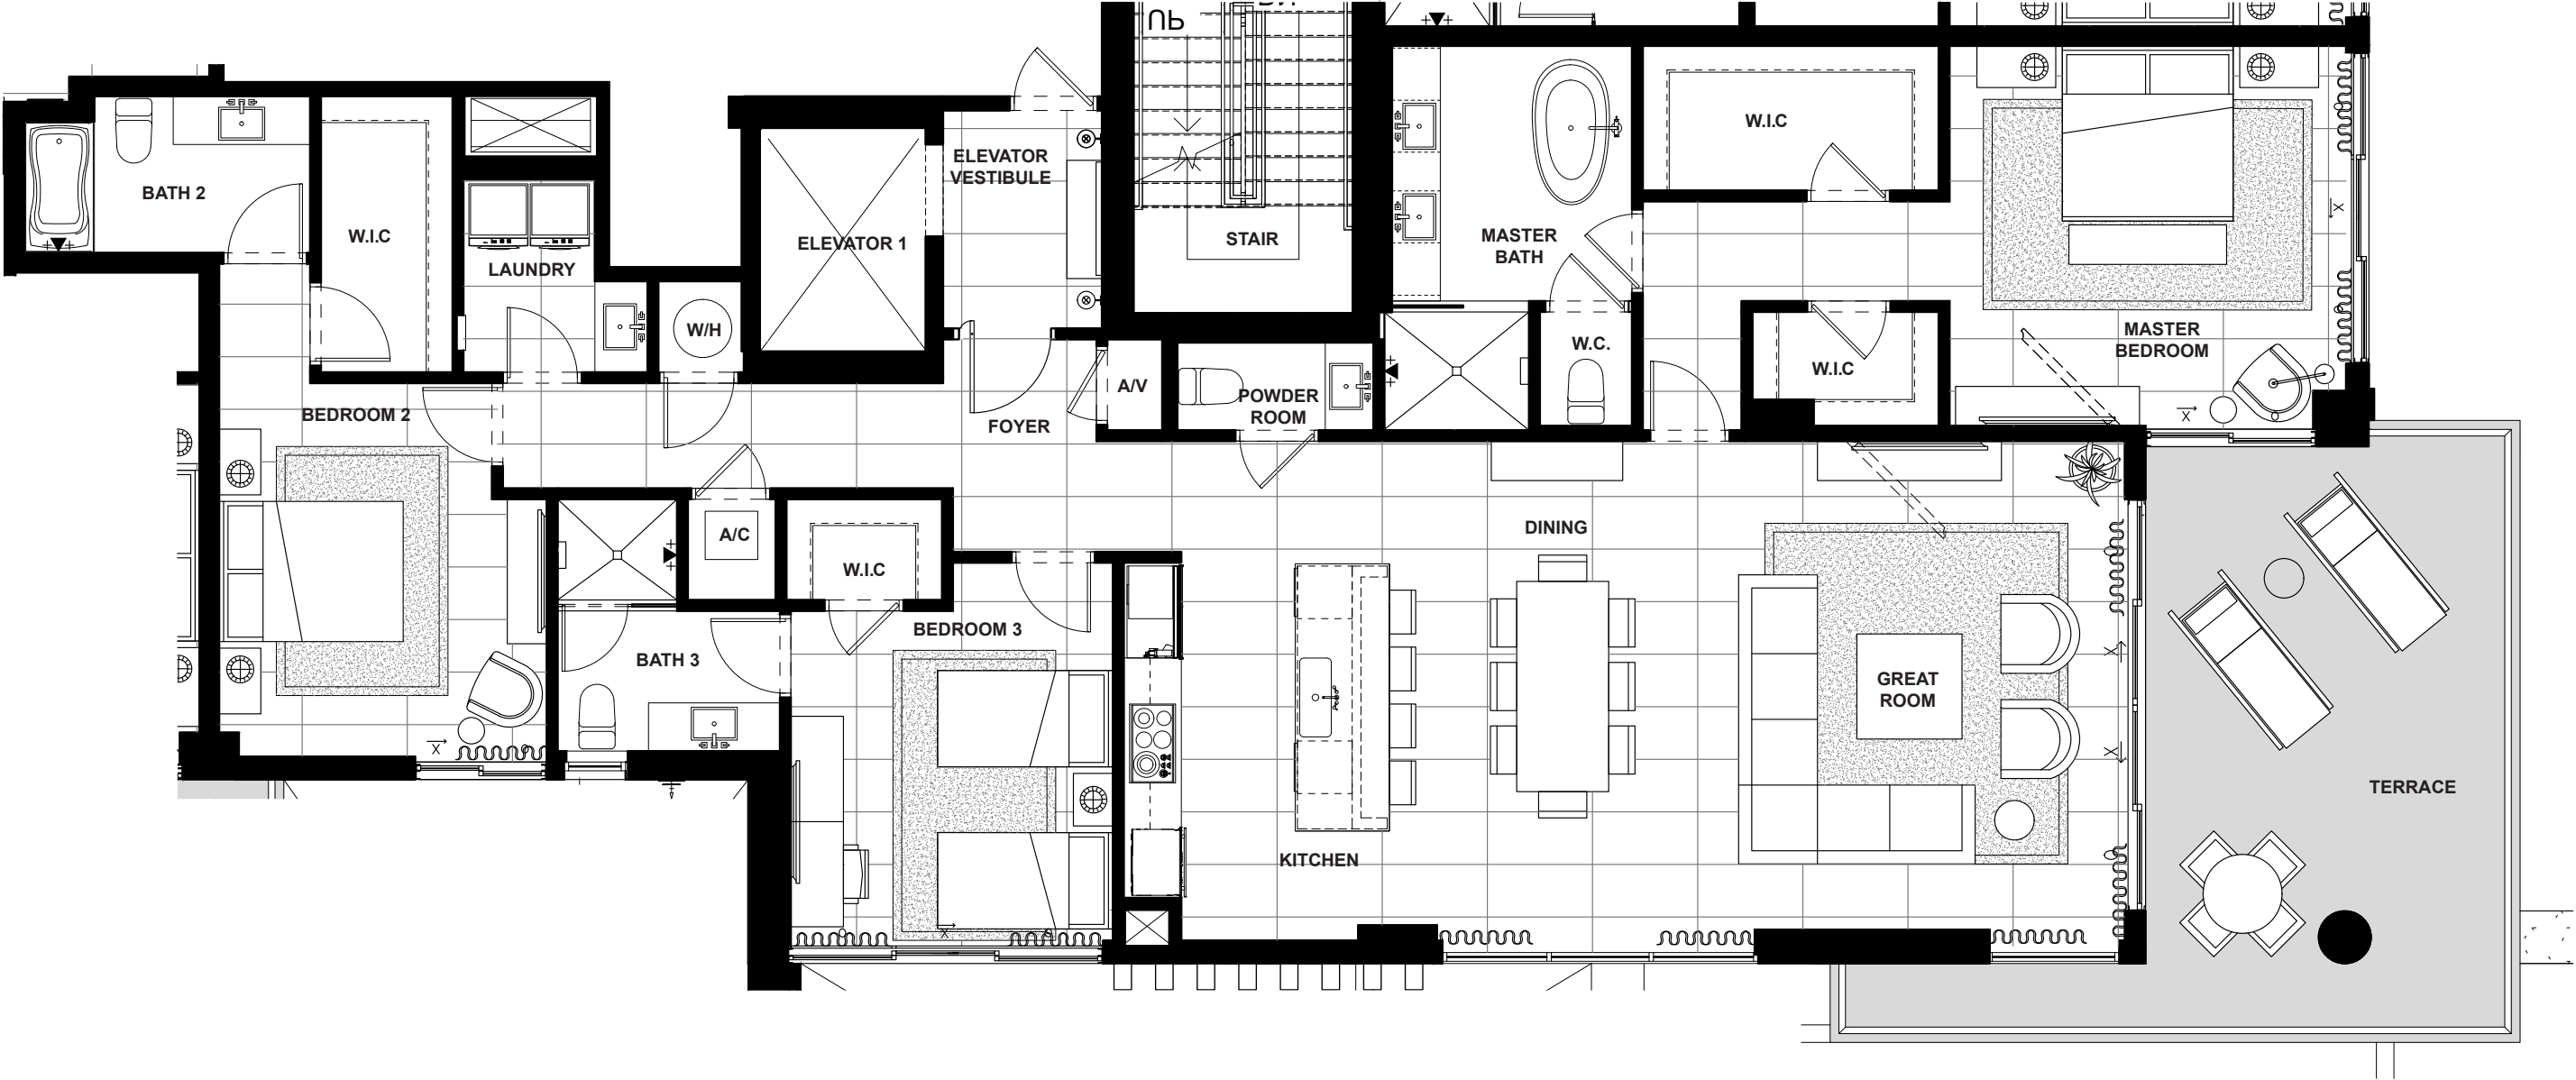 UP
BATH 2
W.I.C
LAUNDRY
W/H
ELEVATOR 1
ELEVATOR
VESTIBULE
STAIR
MASTER
BATH
W.I.C
W.C.
W.I.C
MASTER
BEDROOM
BEDROOM 2
FOYER
A/V
POWDER
ROOM
A/C
W.I.C
DINING
BATH 3
BEDROOM 3
GREAT
ROOM
KITCHEN
TERRACE
X
X
X
X
X
X